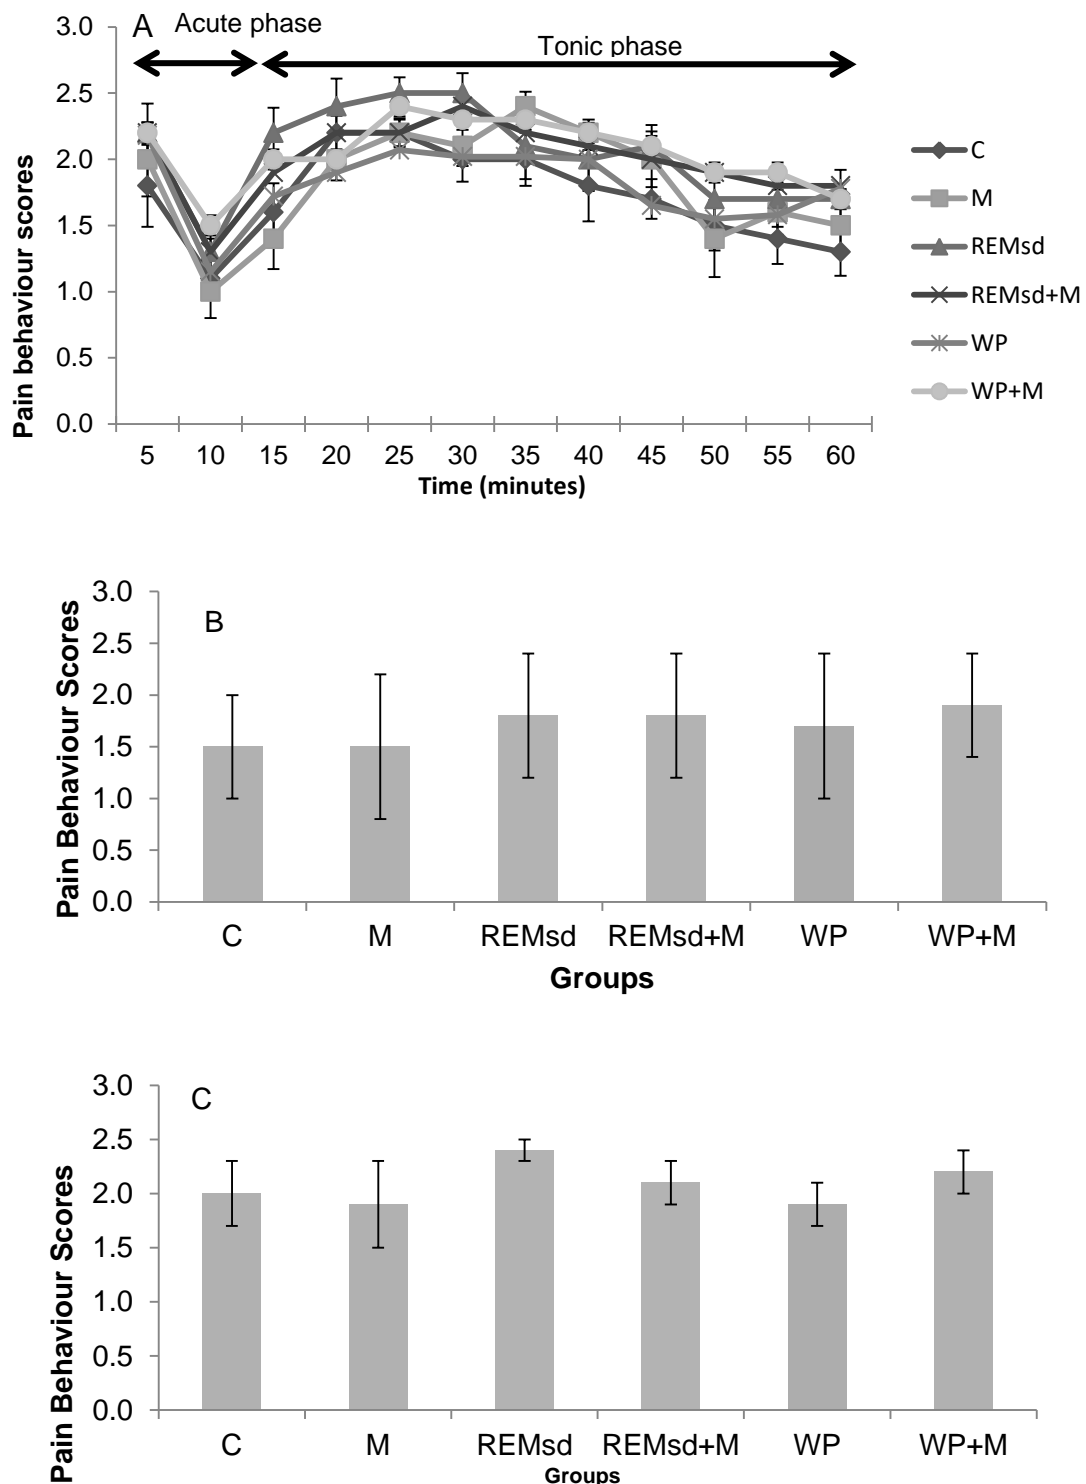 A
Acute phase
Tonic phase
Pain behaviour scores
3.0
2.5
2.0
1.5
1.0
0.5
0.0
5 10 15 20 25 30 35 40 45 50 55 60
Time (minutes)
C
M
REMsd
REMsd+M
WP
WP+M
B
Pain Behaviour Scores
3.0
2.5
2.0
1.5
1.0
0.5
0.0
C M REMsd REMsd+M WP WP+M
Groups
C
Pain Behaviour Scores
3.0
2.5
2.0
1.5
1.0
0.5
0.0
C M REMsd REMsd+M WP WP+M
Groups